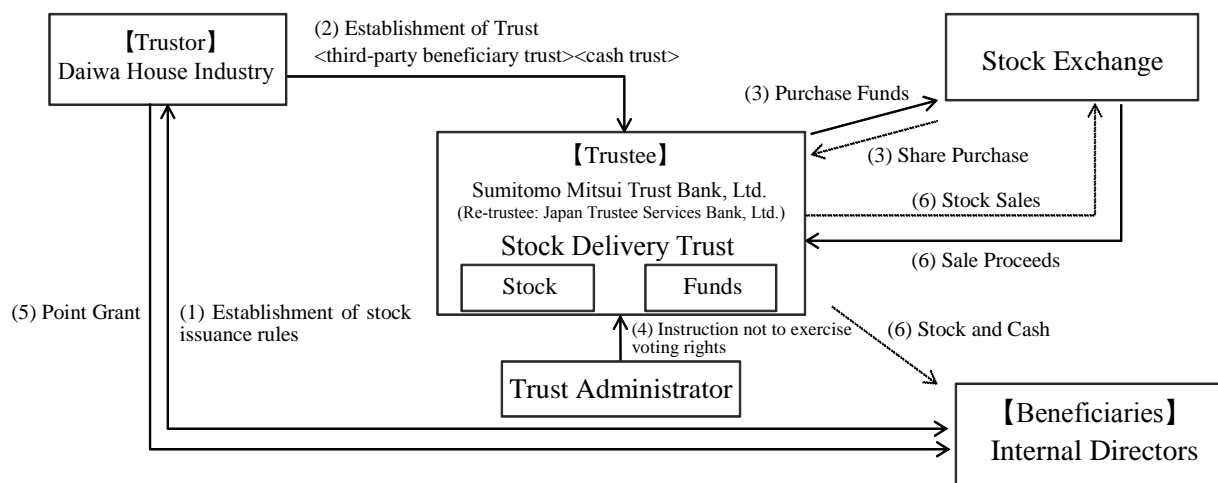 (2) Establishment of Trust
<third-party beneficiary trust><cash trust>
【Trustor】
Daiwa House Industry
Stock Exchange
(3) Purchase Funds
(3) Share Purchase
【Trustee】
Sumitomo Mitsui Trust Bank, Ltd.
(Re-trustee: Japan Trustee Services Bank, Ltd.)
Stock Delivery Trust
Stock
Funds
(6) Stock Sales
(6) Sale Proceeds
(5) Point Grant
(1) Establishment of stock
issuance rules
(4) Instruction not to exercise
voting rights
(6) Stock and Cash
Trust Administrator
【Beneficiaries】
Internal Directors